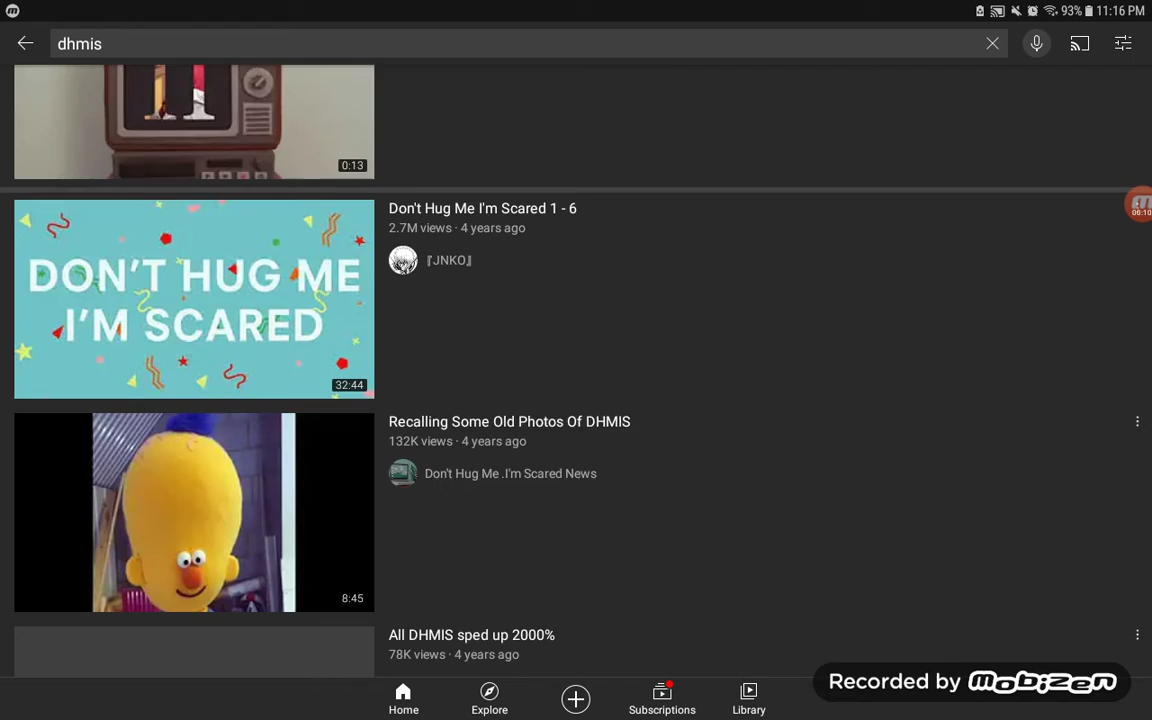 93% 11:16 PM
dhmis
0:13
DON'T HUG ME
I'M SCARED
32:44
Don't Hug Me I'm Scared 1 - 6
2.7M views · 4 years ago
『JNKO』
06:10
8:45
Recalling Some Old Photos Of DHMIS
132K views · 4 years ago
Don't Hug Me .I'm Scared News
All DHMIS sped up 2000%
78K views · 4 years ago
Recorded by mobizen
Home
Explore
Subscriptions
Library